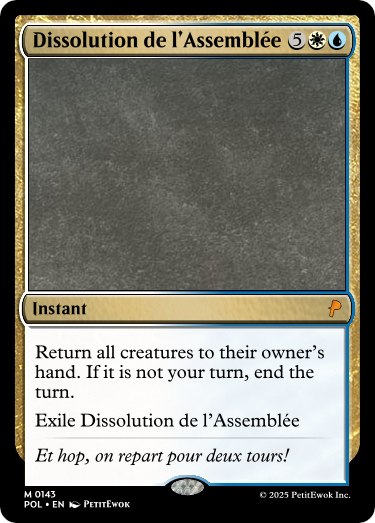 Dissolution de l'Assemblée 5
Instant
Return all creatures to their owner's
hand. If it is not your turn, end the
turn.
Exile Dissolution de l'Assemblée
Et hop, on repart pour deux tours!
M 0143
POL • EN PETITEWOK
© 2025 PetitEwok Inc.